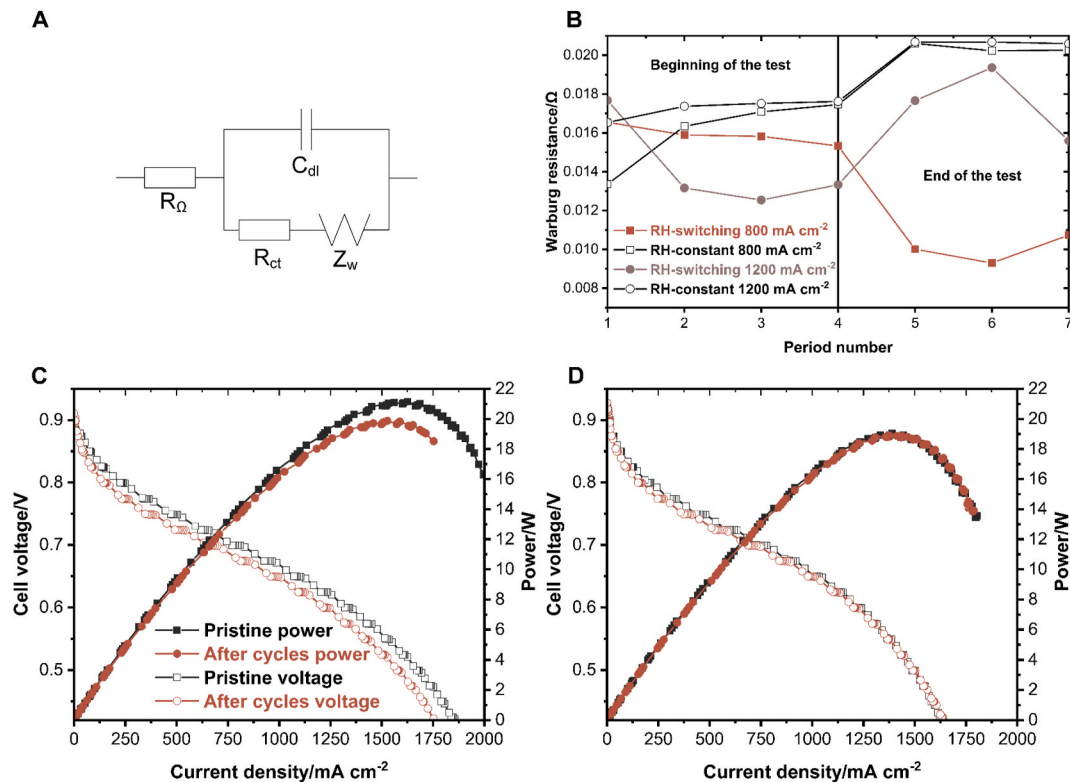 A
C_dl
R_Ω
R_ct
Z_w
B
Warburg resistance/Ω
0.020
0.018
0.016
0.014
0.012
0.010
0.008
Beginning of the test
End of the test
RH-switching 800 mA cm⁻²
RH-constant 800 mA cm⁻²
RH-switching 1200 mA cm⁻²
RH-constant 1200 mA cm⁻²
1 2 3 4 5 6 7
Period number
C
Cell voltage/V
0.9
0.8
0.7
0.6
0.5
Pristine power
After cycles power
Pristine voltage
After cycles voltage
22
20
18
16
14
12
10
8
6
4
2
0
Power/W
0 250 500 750 1000 1250 1500 1750 2000
Current density/mA cm⁻²
D
Cell voltage/V
0.9
0.8
0.7
0.6
0.5
22
20
18
16
14
12
10
8
6
4
2
0
Power/W
0 250 500 750 1000 1250 1500 1750 2000
Current density/mA cm⁻²